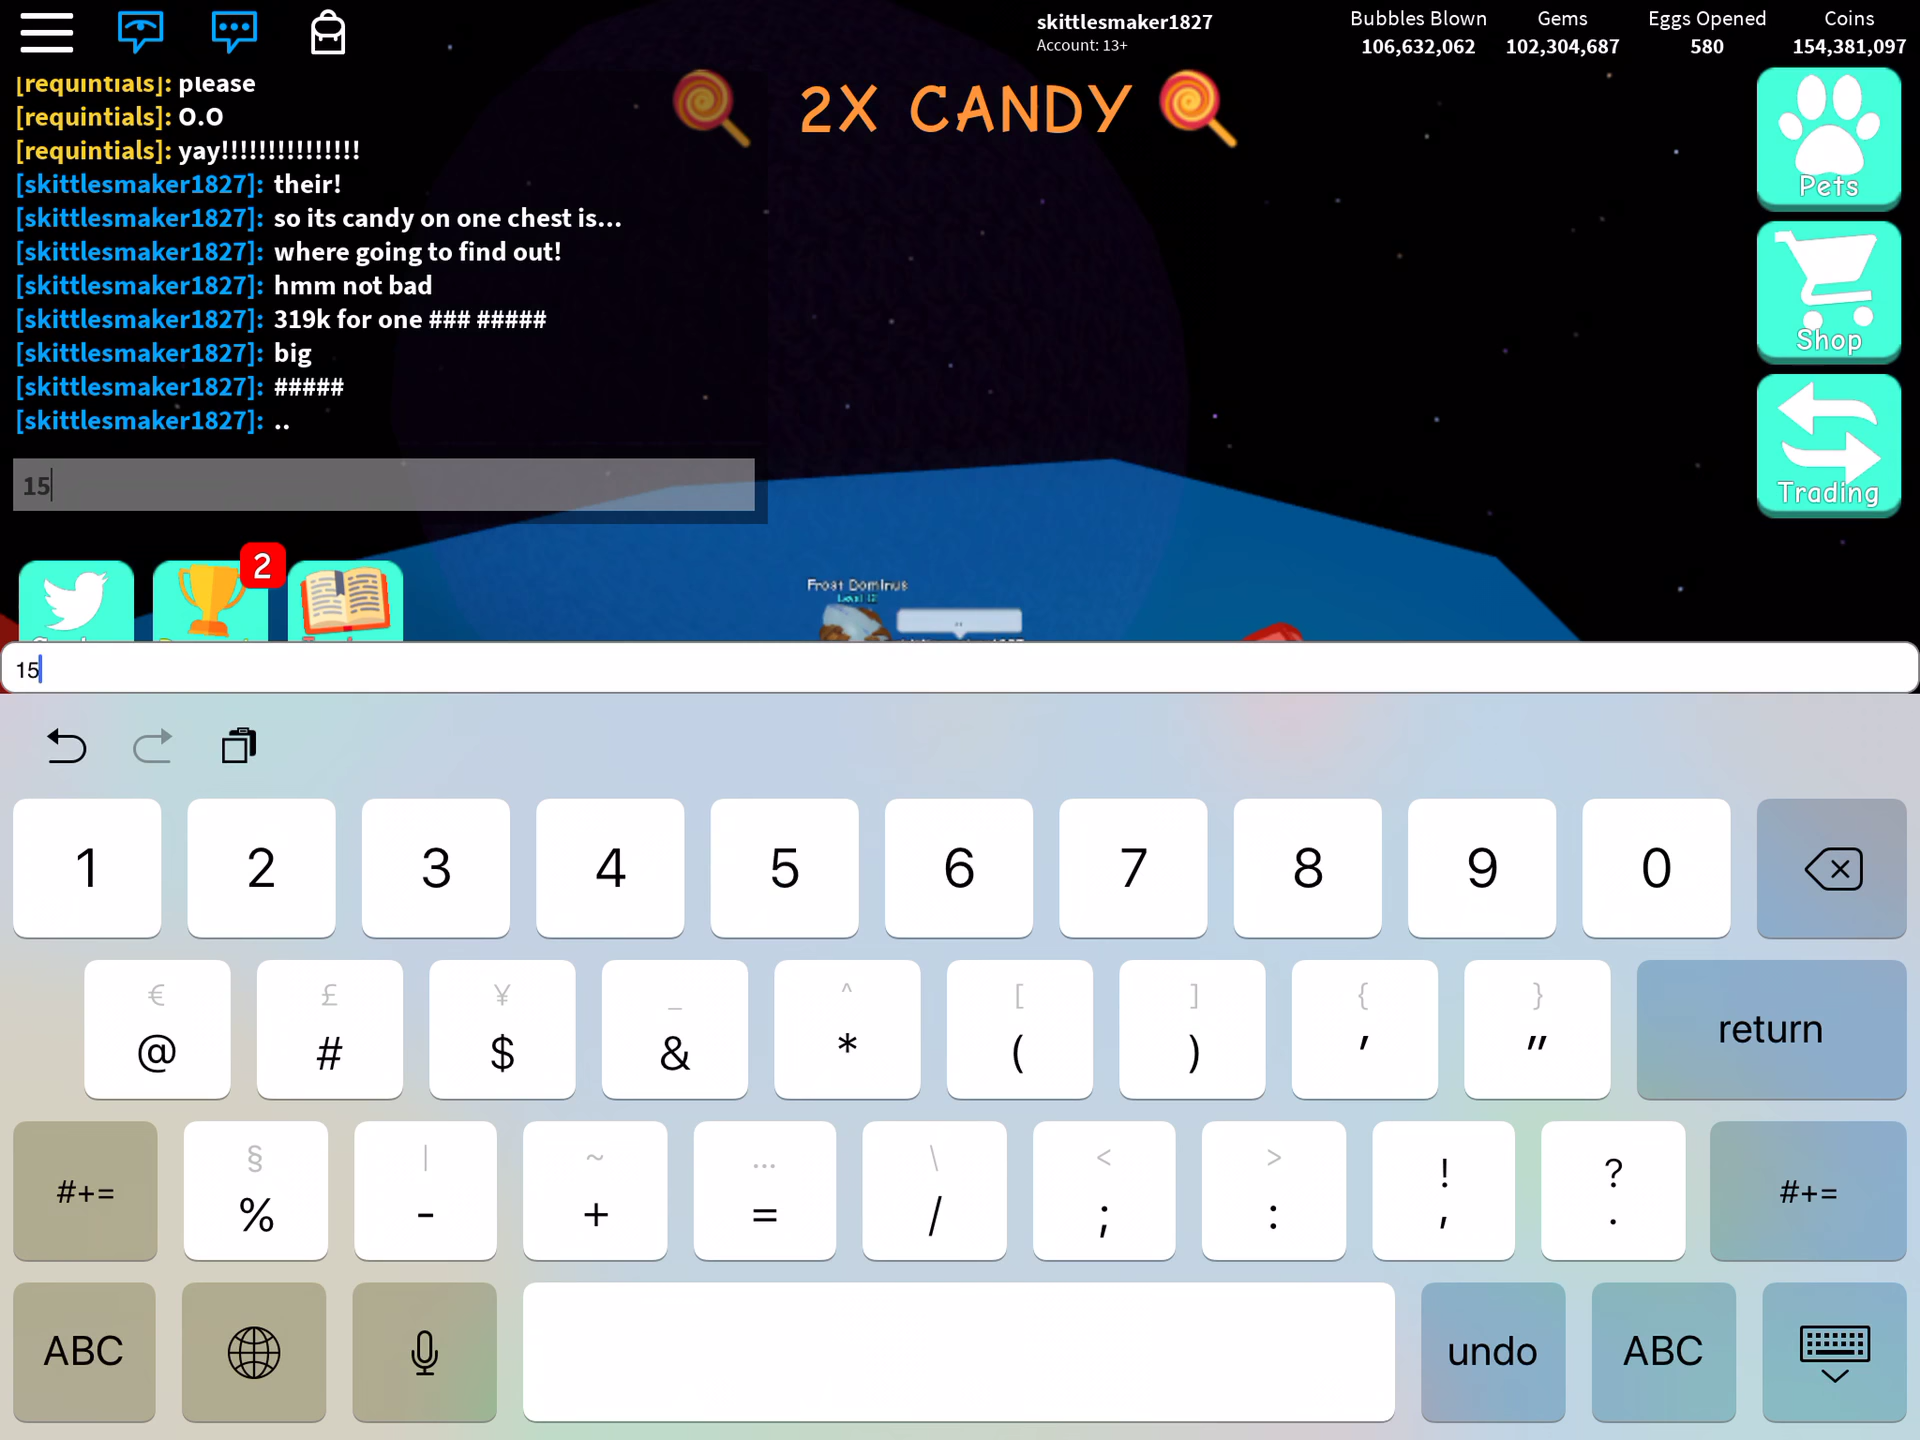 skittlesmaker1827
Account: 13+
Bubbles Blown
106,632,062
Gems
102,304,687
Eggs Opened
580
Coins
154,381,097
[requintials]: please
[requintials]: O.O
[requintials]: yay!!!!!!!!!!!!!!!
[skittlesmaker1827]: their!
[skittlesmaker1827]: so its candy on one chest is...
[skittlesmaker1827]: where going to find out!
[skittlesmaker1827]: hmm not bad
[skittlesmaker1827]: 319k for one ### #####
[skittlesmaker1827]: big
[skittlesmaker1827]: #####
[skittlesmaker1827]: ..
2X CANDY
Pets
Shop
Trading
15
2
Frost Dominus
..
15
1 2 3 4 5 6 7 8 9 0
€ £ ¥ _ ^ [ ] { }
@ # $ & * ( ) ' " return
§ | ~ ... \ < > ! ?
#+= % - + = / ; : , . #+=
ABC undo ABC